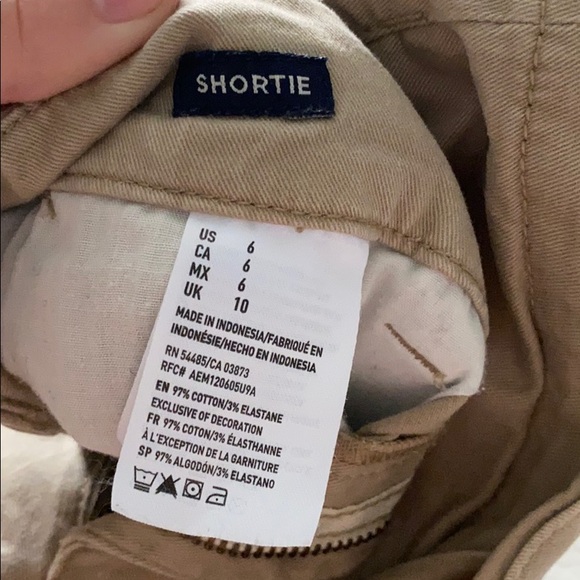 SHORTIE
US 6
CA 6
MX 6
UK 10
MADE IN INDONESIA/FABRIQUÉ EN
INDONÉSIE/HECHO EN INDONESIA
RN 54485/CA 03873
RFC# AEM120605U9A
EN 97% COTTON/3% ELASTANE
EXCLUSIVE OF DECORATION
FR 97% COTON/3% ÉLASTHANNE
À L'EXCEPTION DE LA GARNITURE
SP 97% ALGODÓN/3% ELASTANO